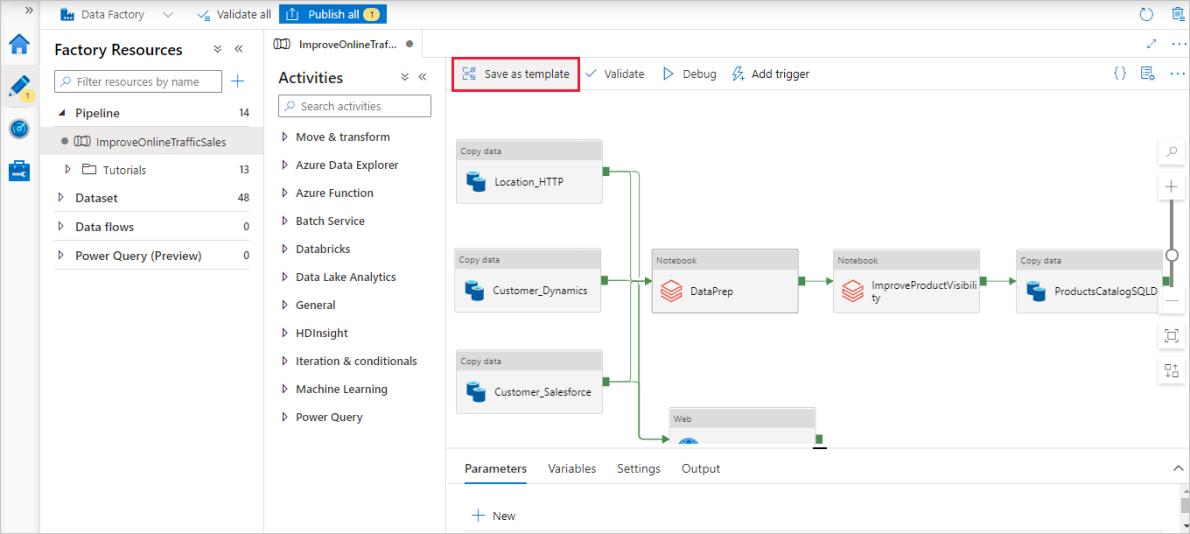 Data Factory
Validate all
Publish all 1
Factory Resources
Filter resources by name
1
Pipeline 14
ImproveOnlineTrafficSales
Tutorials 13
Dataset 48
Data flows 0
Power Query (Preview) 0
ImproveOnlineTraf...
Activities
Search activities
Move & transform
Azure Data Explorer
Azure Function
Batch Service
Databricks
Data Lake Analytics
General
HDInsight
Iteration & conditionals
Machine Learning
Power Query
Save as template
Validate
Debug
Add trigger
{}
Copy data
Location_HTTP
Copy data
Customer_Dynamics
Copy data
Customer_Salesforce
Notebook
DataPrep
Notebook
ImproveProductVisibili
ty
Copy data
ProductsCatalogSQLD
Web
Parameters
Variables
Settings
Output
New